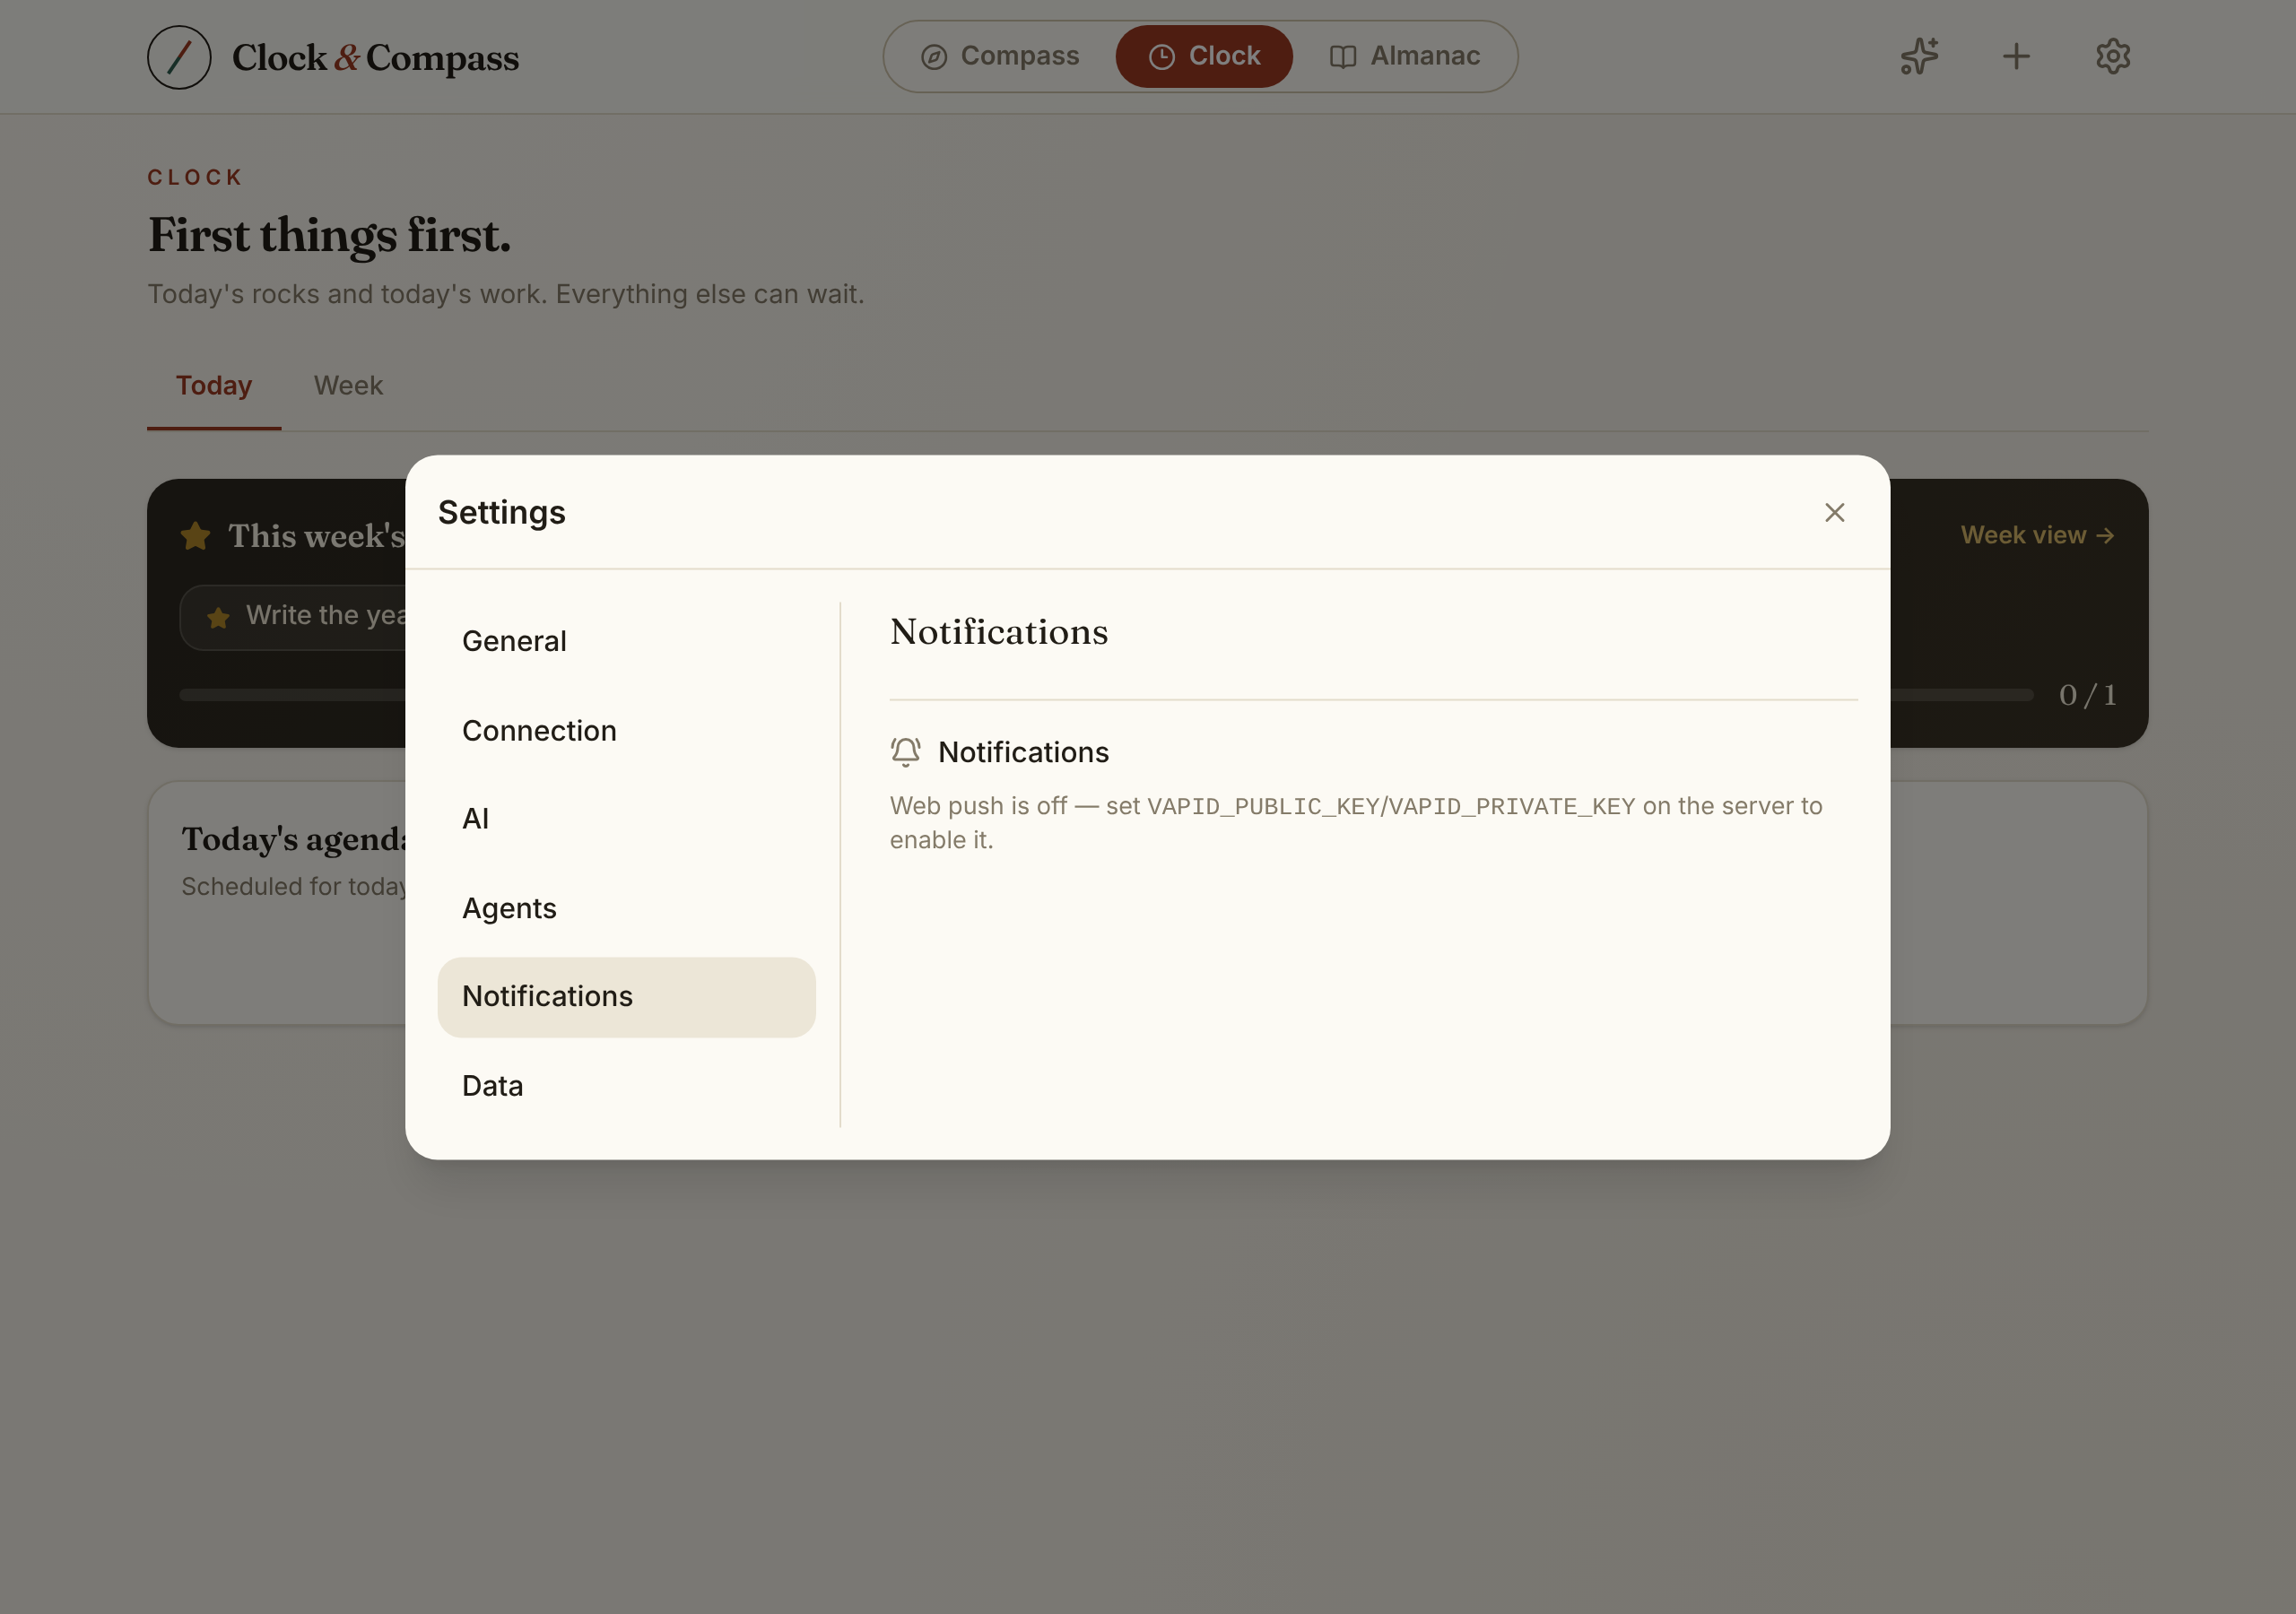 Clock & Compass
Compass
Clock
Almanac
CLOCK
First things first.
Today's rocks and today's work. Everything else can wait.
Today
Week
This week's
Week view →
Write the yea
0 / 1
Today's agenda
Scheduled for today
Settings
General
Connection
AI
Agents
Notifications
Data
Notifications
Notifications
Web push is off — set VAPID_PUBLIC_KEY/VAPID_PRIVATE_KEY on the server to
enable it.